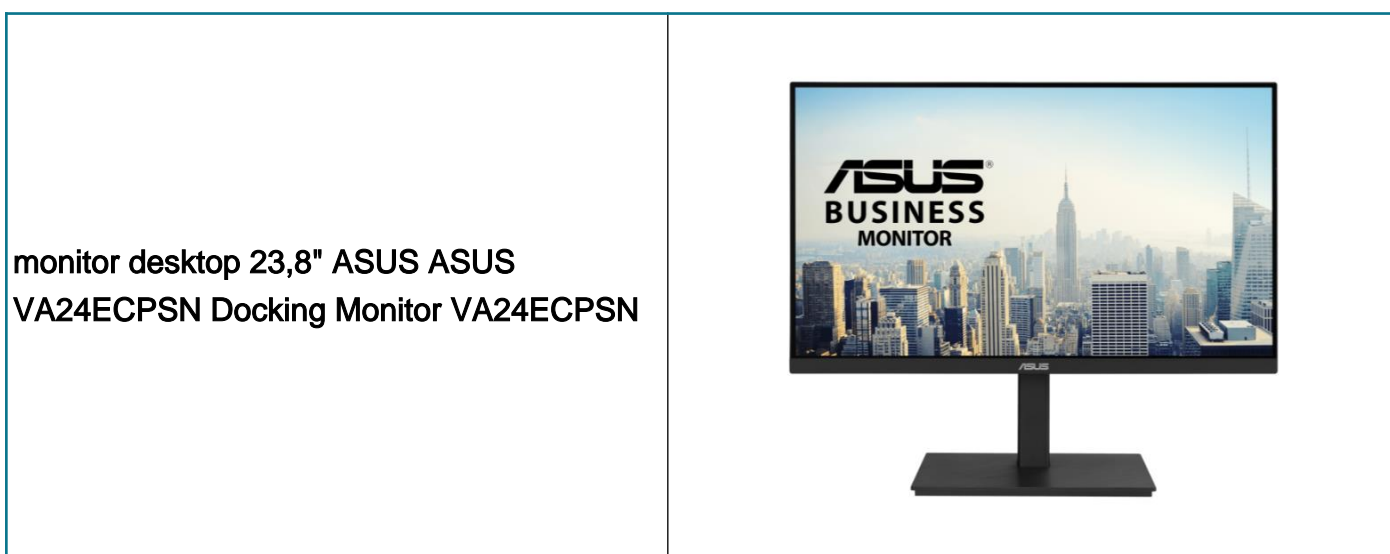 monitor desktop 23,8" ASUS ASUS
VA24ECPSN Docking Monitor VA24ECPSN
ASUS®
BUSINESS
MONITOR
ASUS